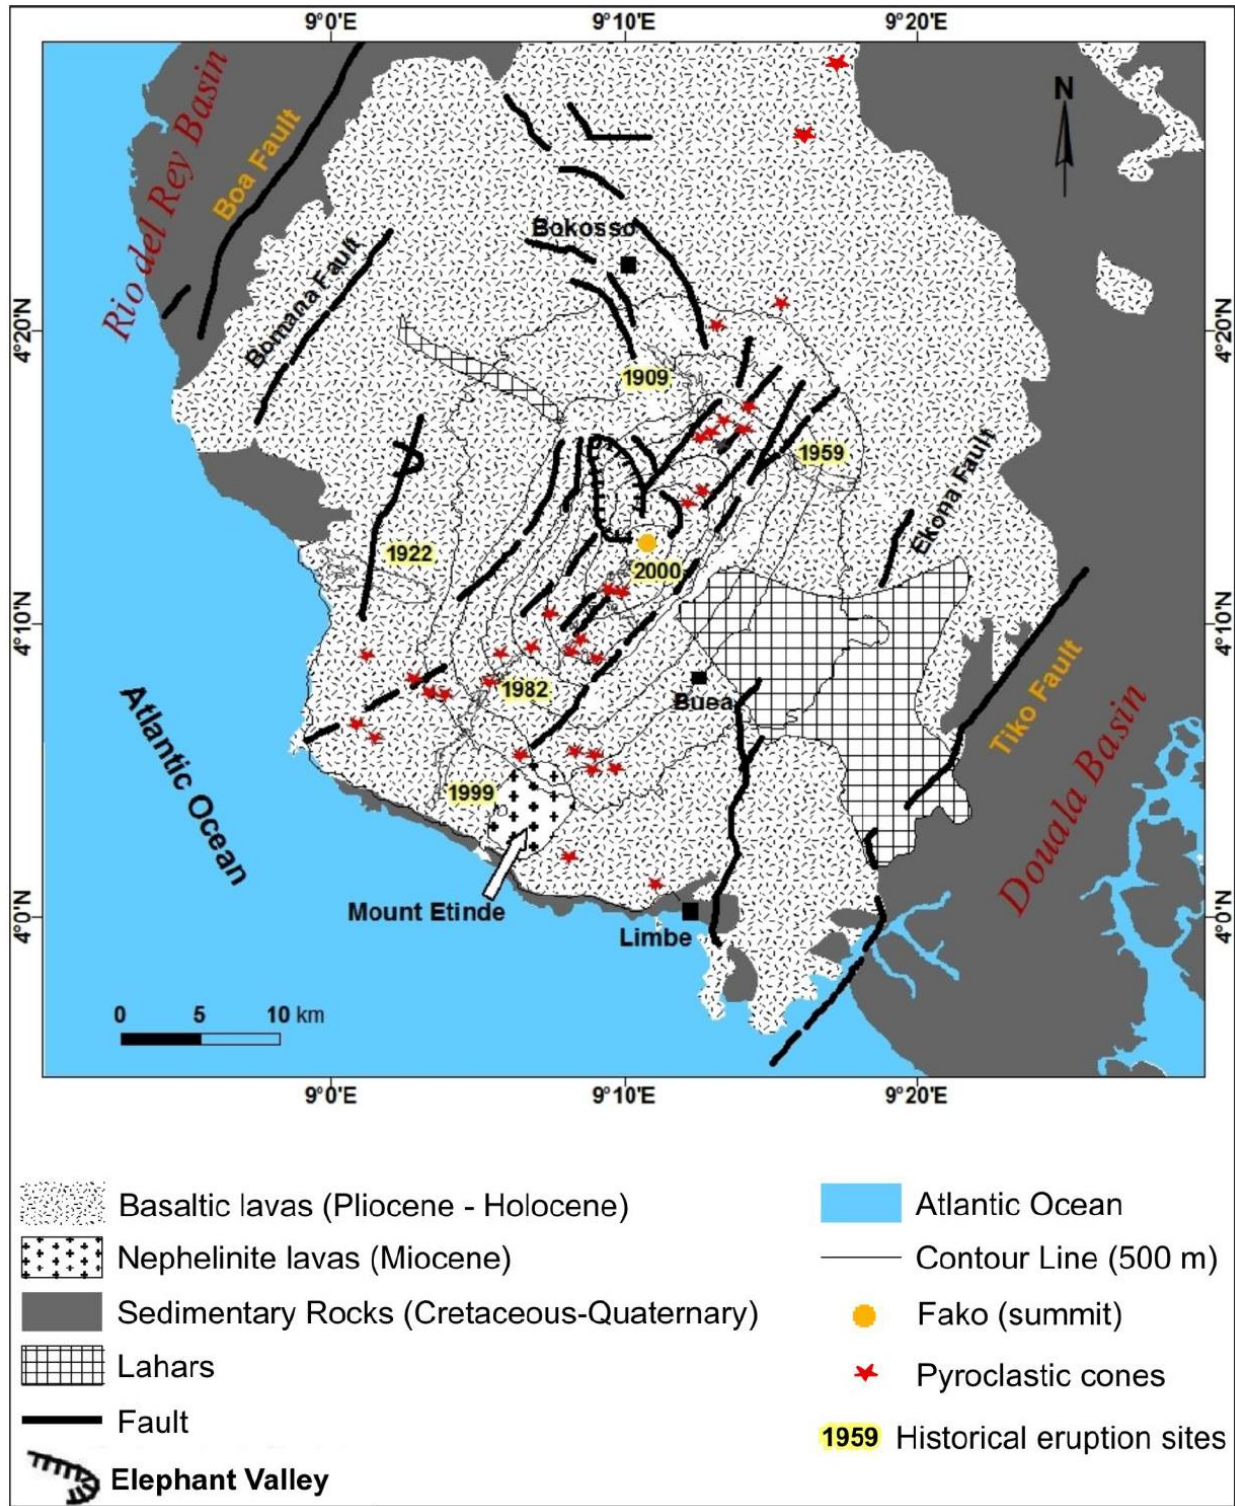 9°0'E 9°10'E 9°20'E
Rio del Rey Basin
Boa Fault
N
Bokosso
Bomana Fault
4°20'N 4°20'N
1909
1959
Ekona Fault
1922
2000
4°10'N 4°10'N
1982
Buea
Tiko Fault
Atlantic Ocean
Douala Basin
1999
Mount Etinde
4°0'N 4°0'N
Limbe
0 5 10 km
9°0'E 9°10'E 9°20'E
Basaltic lavas (Pliocene - Holocene)
Nephelinite lavas (Miocene)
Sedimentary Rocks (Cretaceous-Quaternary)
Lahars
Fault
Elephant Valley
Atlantic Ocean
Contour Line (500 m)
Fako (summit)
Pyroclastic cones
1959 Historical eruption sites